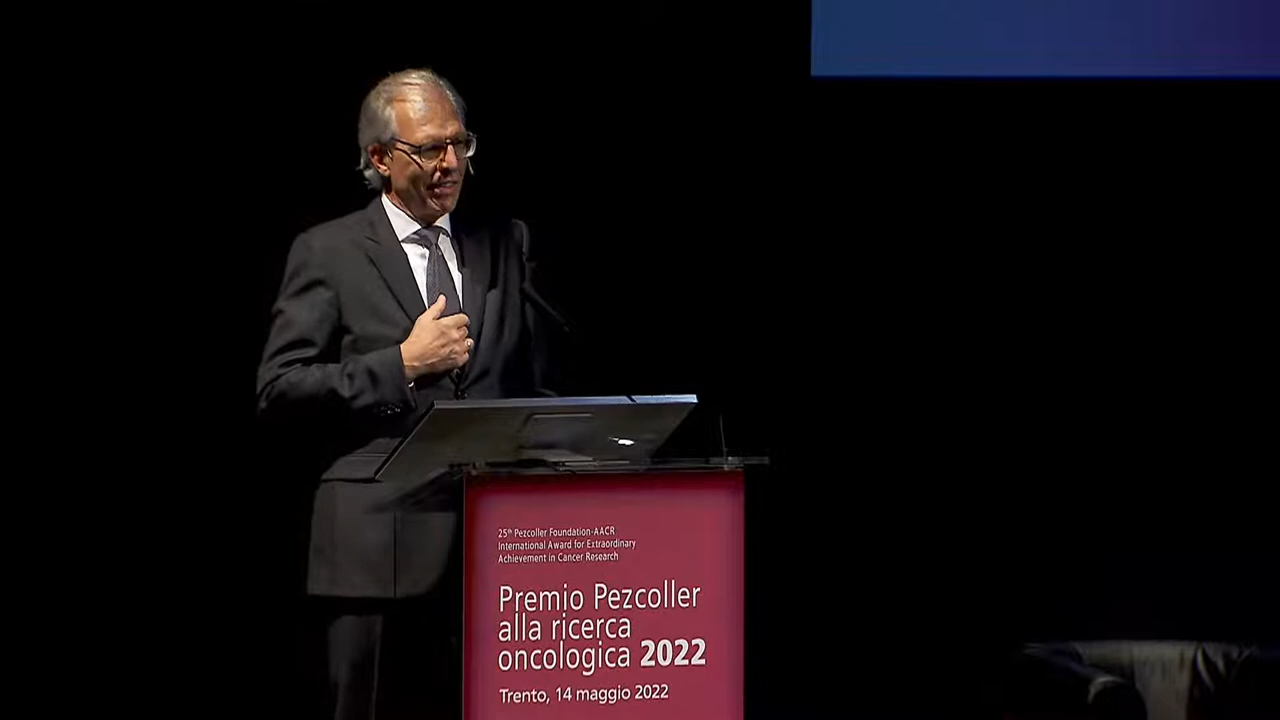 25th Pezcoller Foundation-AACR
International Award for Extraordinary
Achievement in Cancer Research
Premio Pezcoller
alla ricerca
oncologica 2022
Trento, 14 maggio 2022